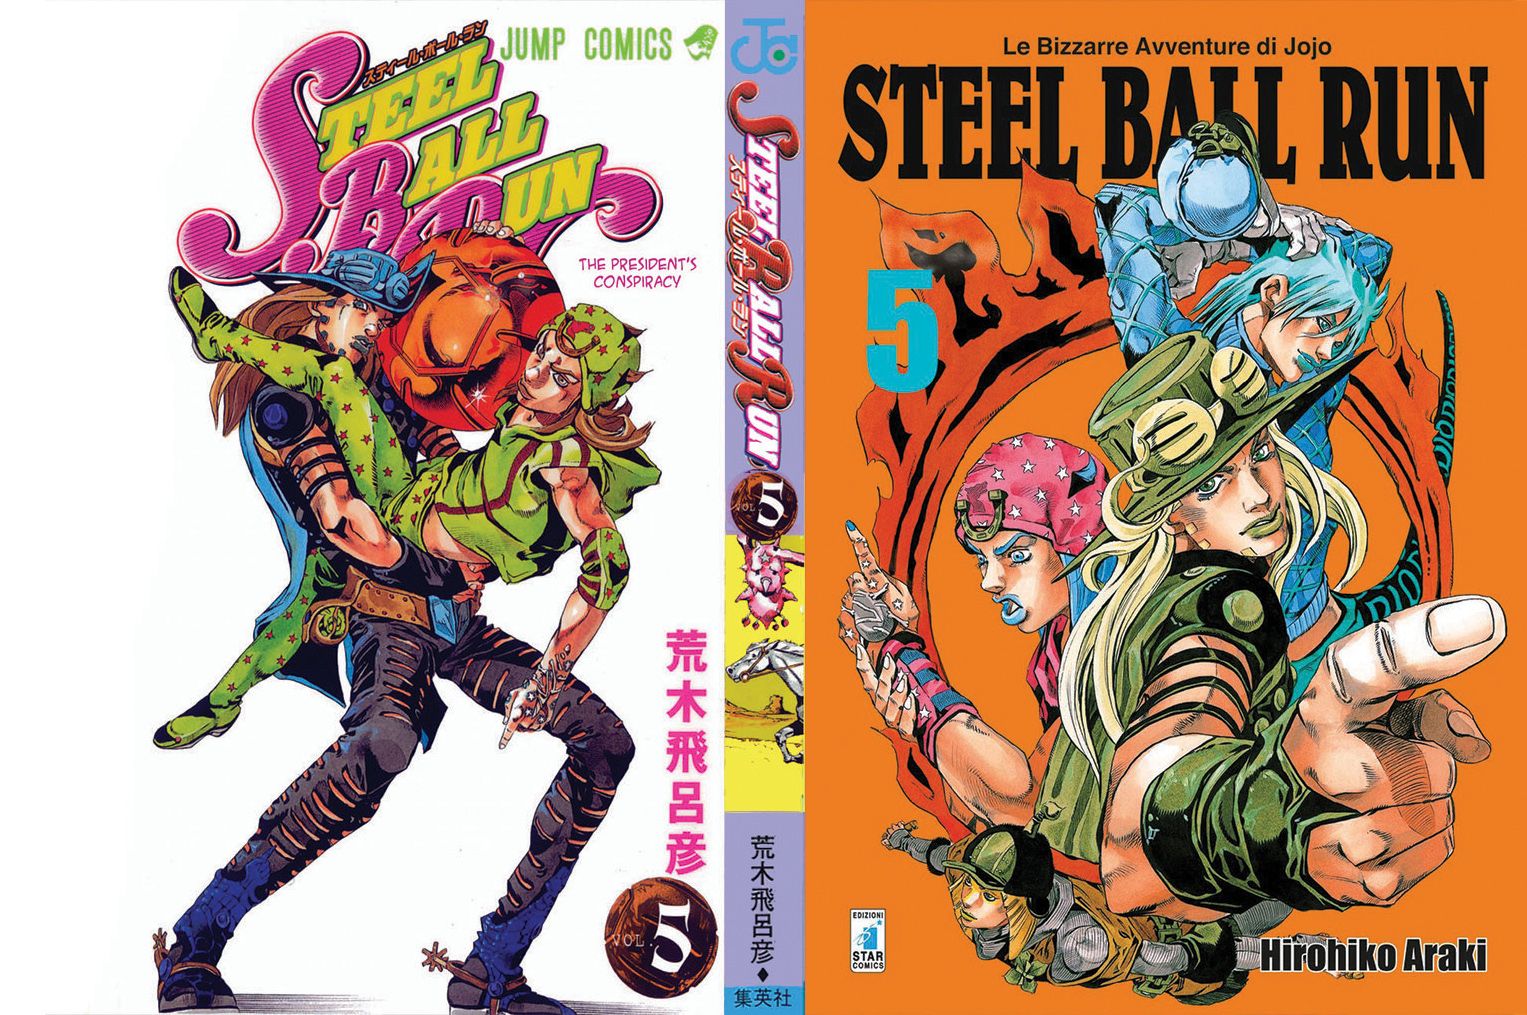 スティール・ボール・ラン
STEEL
BALL
RUN
JUMP COMICS
THE PRESIDENT'S
CONSPIRACY
荒木飛呂彦
VOL. 5
JC
STEEL BALL RUN
スティール・ボール・ラン
VOL. 5
荒木飛呂彦◆
集英社
Le Bizzarre Avventure di Jojo
STEEL BALL RUN
5
DIO
EDIZIONI
STAR
COMICS
Hirohiko Araki